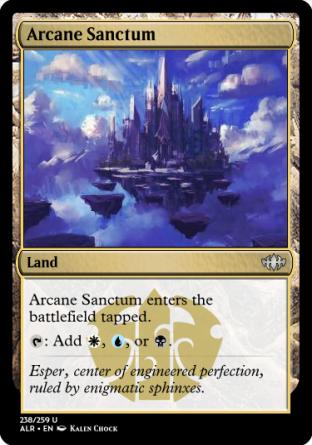 Arcane Sanctum
Land
Arcane Sanctum enters the
battlefield tapped.
: Add , , or .
Esper, center of engineered perfection,
ruled by enigmatic sphinxes.
238/259 U
ALR • EN Kalen Chock